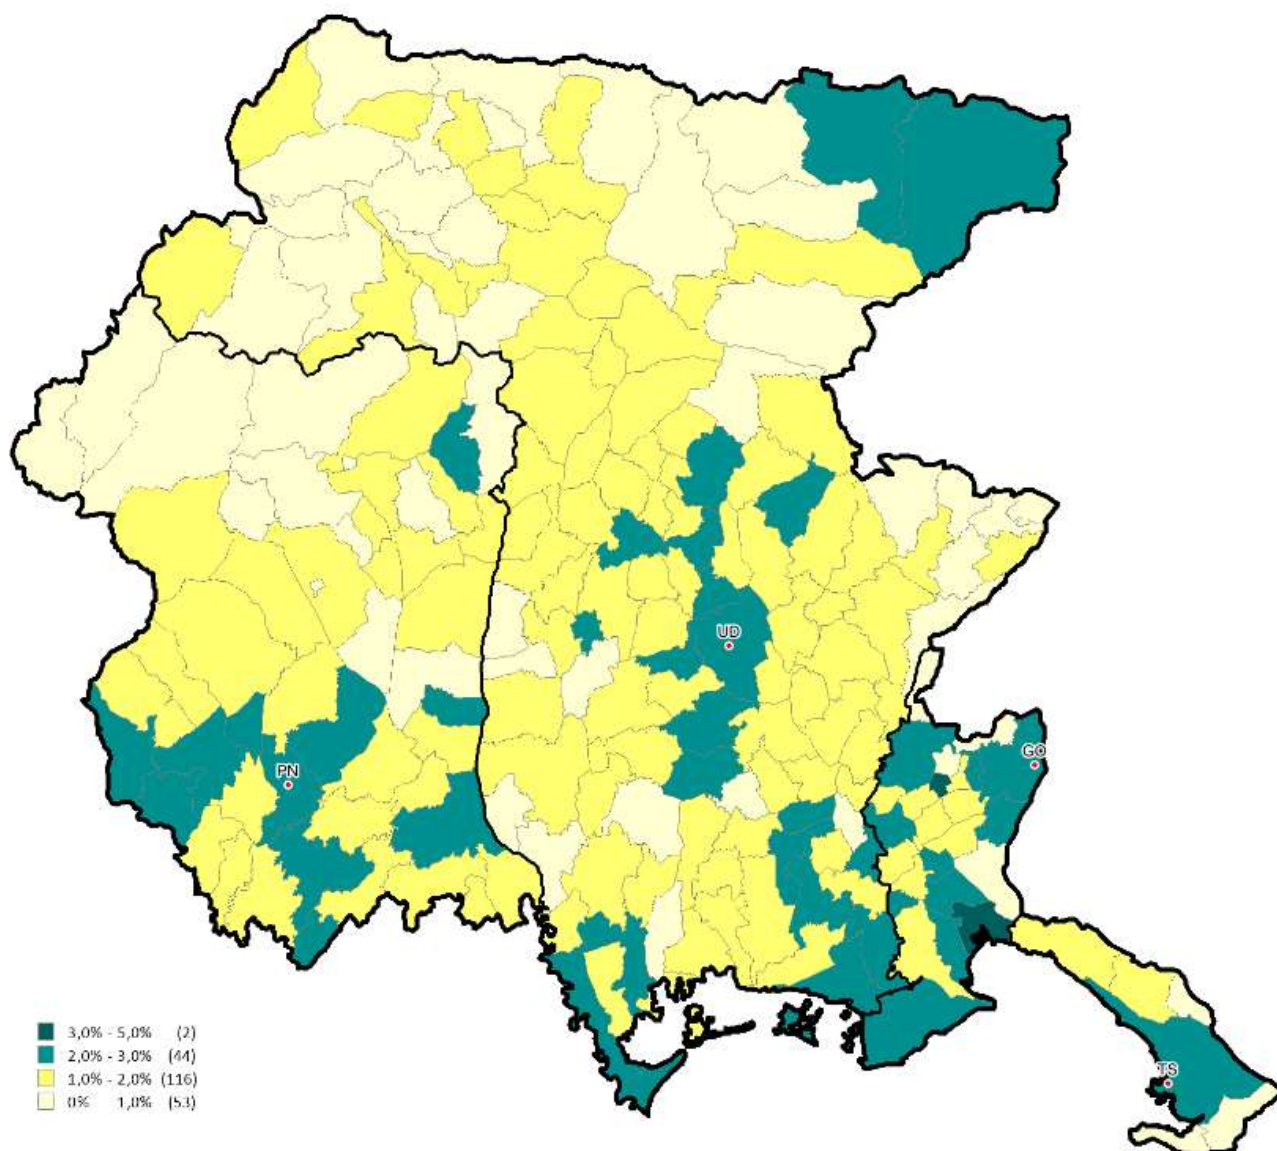 UD
GO
PN
TS
3,0% - 5,0% (2)
2,0% - 3,0% (44)
1,0% - 2,0% (116)
0% 1,0% (53)